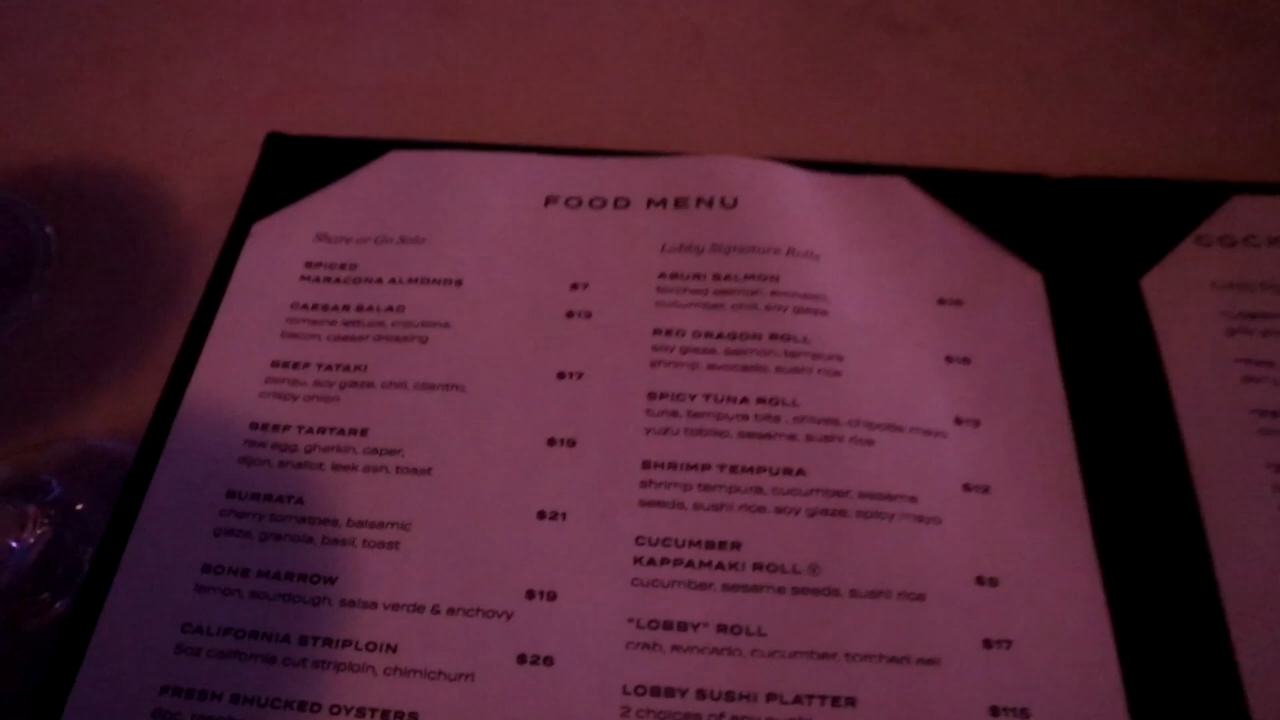 FOOD MENU
Share or Go Solo
SPICED
MARACONA ALMONDS $7
CAESAR SALAD $13
romaine lettuce, croutons,
bacon, caeser dressing
BEEF TATAKI $17
ponzu, soy glaze, chili, cilantro,
crispy onion
BEEF TARTARE $19
raw egg, gherkin, caper,
dijon, shallot, leek ash, toast
BURRATA $21
cherry tomatoes, balsamic
glaze, granola, basil, toast
BONE MARROW $19
lemon, sourdough, salsa verde & anchovy
CALIFORNIA STRIPLOIN $26
5oz california cut striploin, chimichurri
FRESH SHUCKED OYSTERS
Lobby Signature Rolls
ABURI SALMON
torched salmon,
cucumber, chili, soy glaze
RED DRAGON ROLL
soy glaze, salmon, tempura
shrimp, avocado, sushi rice
SPICY TUNA ROLL
tuna, tempura bits, chives, chipotle mayo
yuzu tobiko, sesame, sushi rice
SHRIMP TEMPURA $12
shrimp tempura, cucumber, sesame
seeds, sushi rice, soy glaze, spicy mayo
CUCUMBER
KAPPAMAKI ROLL Ⓥ $9
cucumber, sesame seeds, sushi rice
"LOBBY" ROLL $17
crab, avocado, cucumber, torched eel
LOBBY SUSHI PLATTER $115
2 choices of any sushi